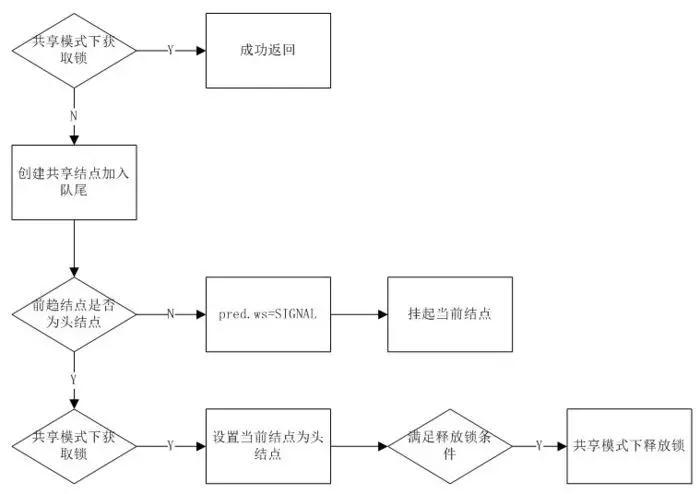 共享模式下获
取锁
Y
成功返回
N
创建共享结点加入
队尾
前趋结点是否
为头结点
N
pred.ws=SIGNAL
挂起当前结点
Y
共享模式下获
取锁
Y
设置当前结点为头
结点
满足释放锁条
件
Y
共享模式下释放锁